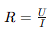 R = U/I